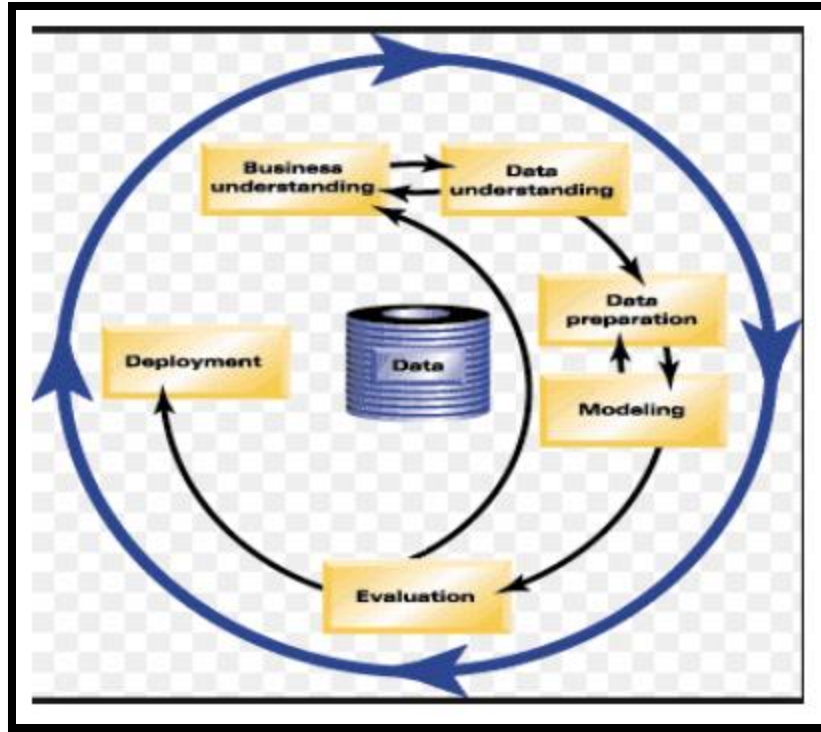 Business
understanding
Data
understanding
Data
preparation
Modeling
Evaluation
Deployment
Data